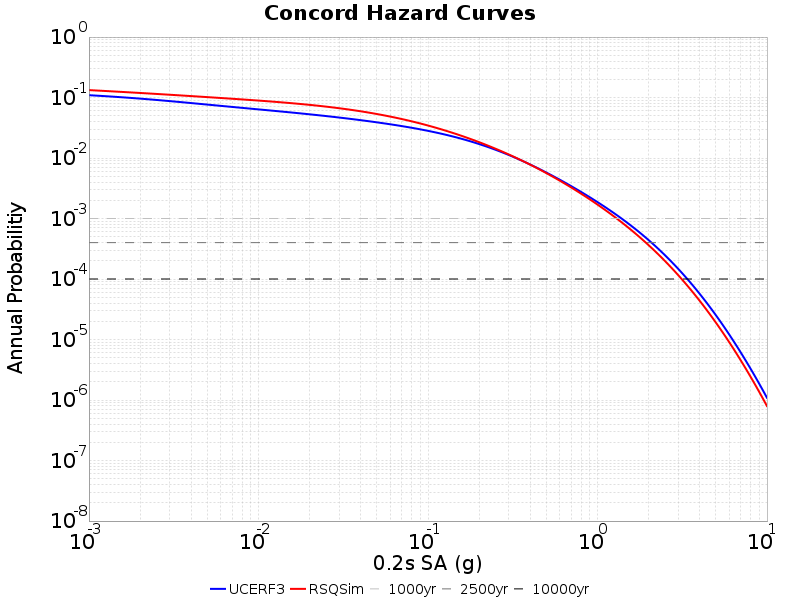 Concord Hazard Curves
10^0
10^-1
10^-2
10^-3
10^-4
10^-5
10^-6
10^-7
10^-8
Annual Probabilitiy
10^-3 10^-2 10^-1 10^0 10^1
0.2s SA (g)
UCERF3 RSQSim 1000yr 2500yr 10000yr